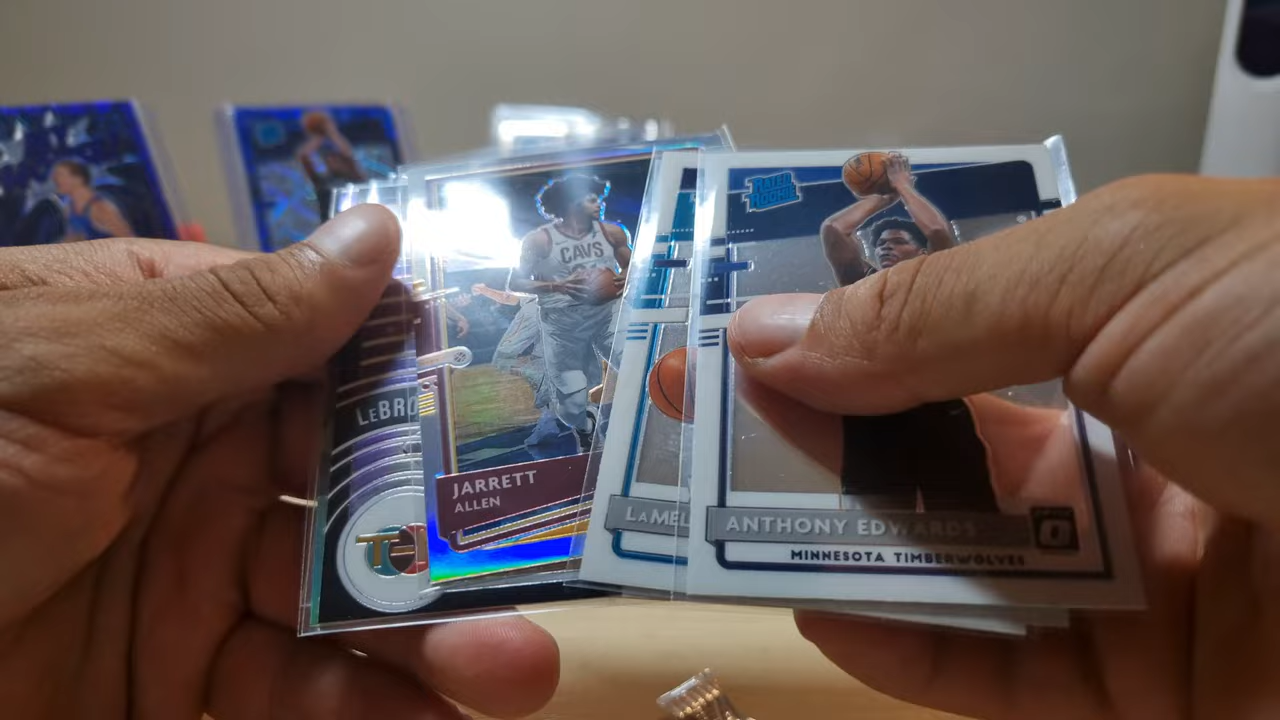 LEBRO
CAVS
JARRETT
ALLEN
RATED
ROOKIE
LAMEL
ANTHONY EDWARDS
MINNESOTA TIMBERWOLVES